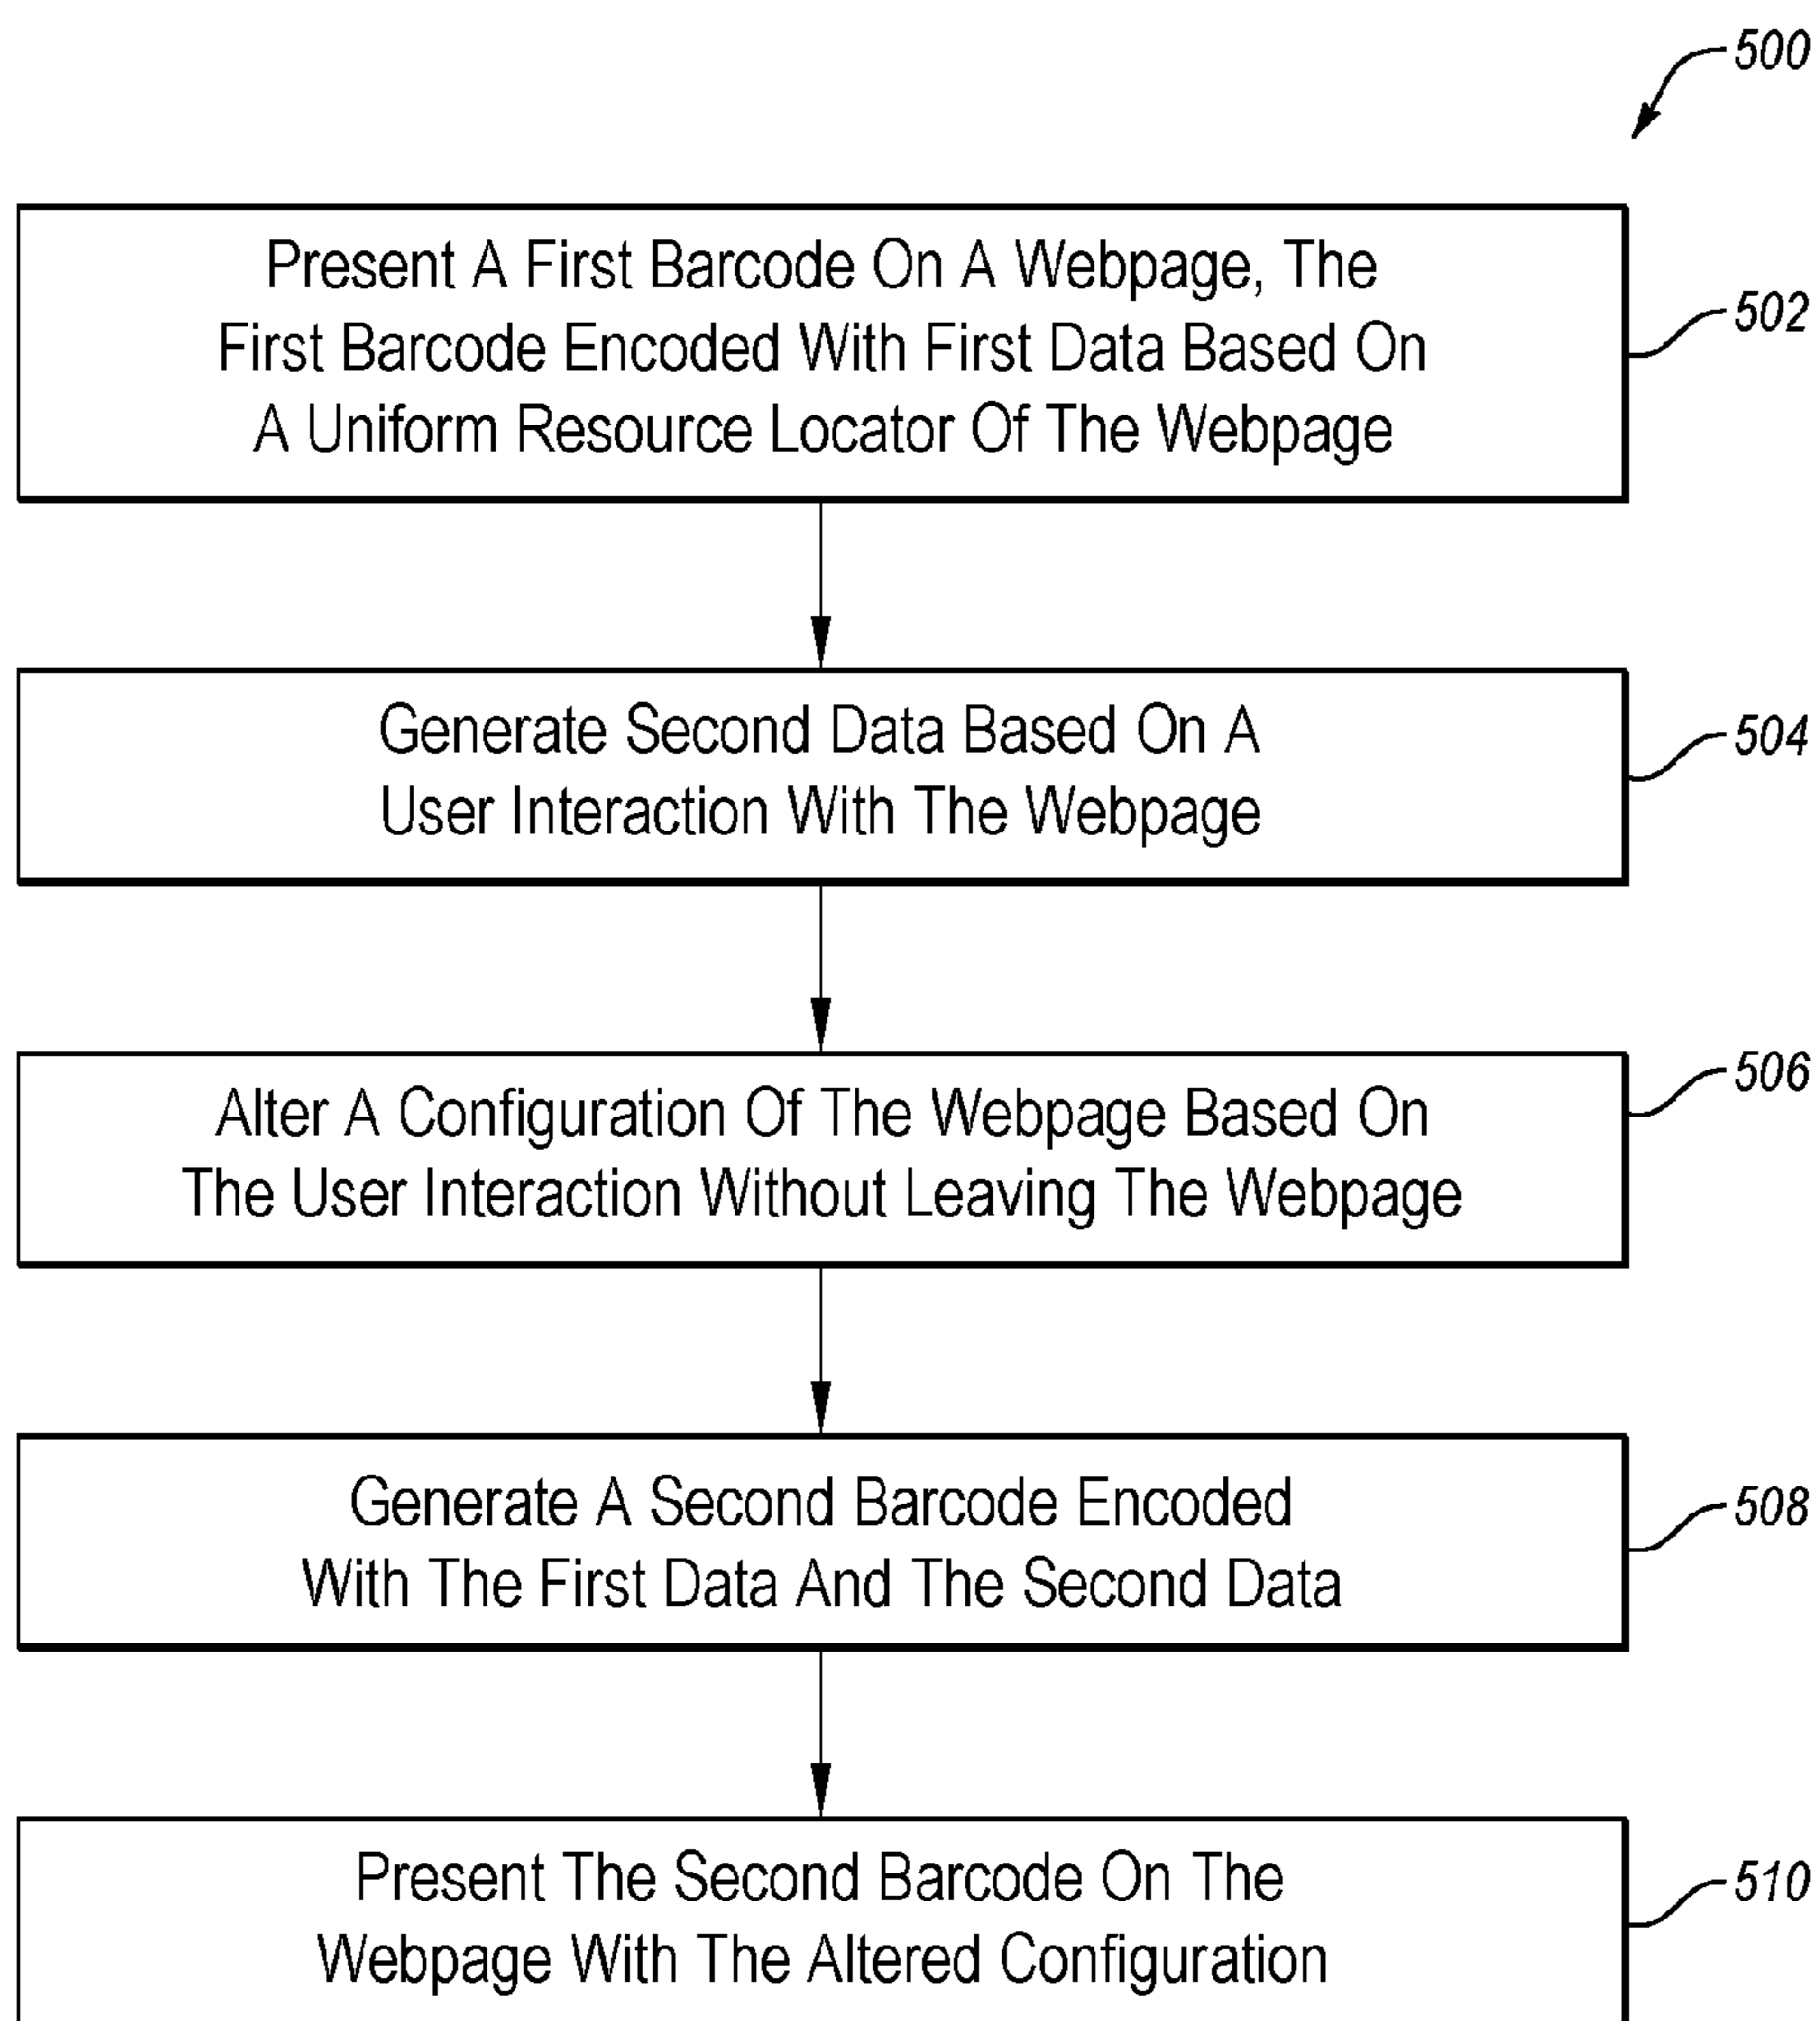 500
Present A First Barcode On A Webpage, The
First Barcode Encoded With First Data Based On
A Uniform Resource Locator Of The Webpage
502
Generate Second Data Based On A
User Interaction With The Webpage
504
Alter A Configuration Of The Webpage Based On
The User Interaction Without Leaving The Webpage
506
Generate A Second Barcode Encoded
With The First Data And The Second Data
508
Present The Second Barcode On The
Webpage With The Altered Configuration
510